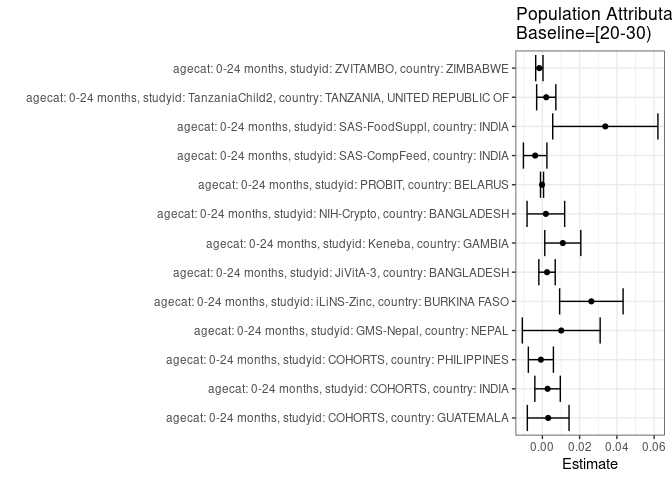 Population Attributa
Baseline=[20-30)
agecat: 0-24 months, studyid: ZVITAMBO, country: ZIMBABWE
agecat: 0-24 months, studyid: TanzaniaChild2, country: TANZANIA, UNITED REPUBLIC OF
agecat: 0-24 months, studyid: SAS-FoodSuppl, country: INDIA
agecat: 0-24 months, studyid: SAS-CompFeed, country: INDIA
agecat: 0-24 months, studyid: PROBIT, country: BELARUS
agecat: 0-24 months, studyid: NIH-Crypto, country: BANGLADESH
agecat: 0-24 months, studyid: Keneba, country: GAMBIA
agecat: 0-24 months, studyid: JiVitA-3, country: BANGLADESH
agecat: 0-24 months, studyid: iLiNS-Zinc, country: BURKINA FASO
agecat: 0-24 months, studyid: GMS-Nepal, country: NEPAL
agecat: 0-24 months, studyid: COHORTS, country: PHILIPPINES
agecat: 0-24 months, studyid: COHORTS, country: INDIA
agecat: 0-24 months, studyid: COHORTS, country: GUATEMALA
0.00 0.02 0.04 0.06
Estimate